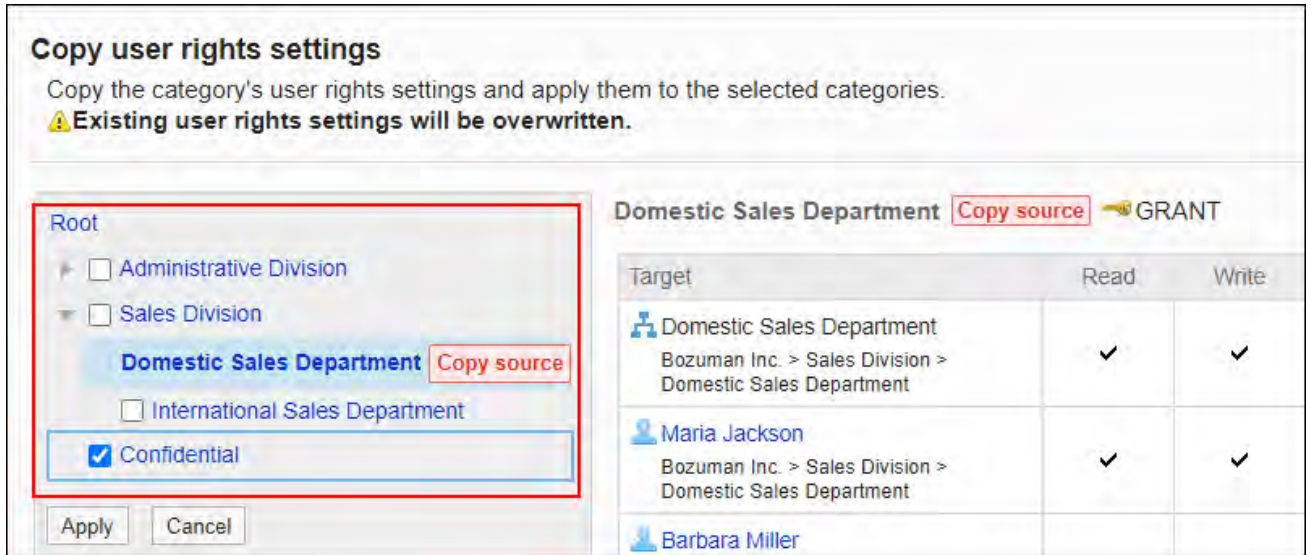 Copy user rights settings
Copy the category's user rights settings and apply them to the selected categories.
Existing user rights settings will be overwritten.
Root
Administrative Division
Sales Division
Domestic Sales Department Copy source
International Sales Department
Confidential
Apply Cancel
Domestic Sales Department Copy source GRANT
Target Read Write
Domestic Sales Department
Bozuman Inc. > Sales Division >
Domestic Sales Department
Maria Jackson
Bozuman Inc. > Sales Division >
Domestic Sales Department
Barbara Miller